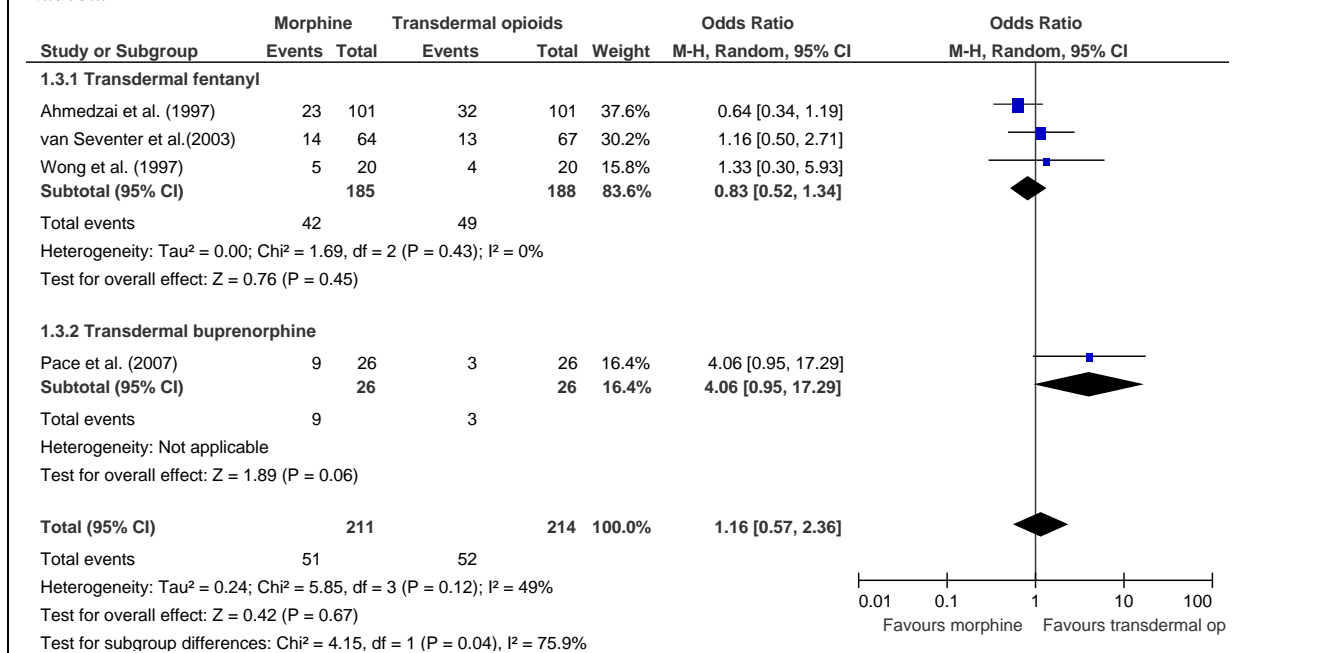 Morphine Transdermal opioids Odds Ratio Odds Ratio
Study or Subgroup Events Total Events Total Weight M-H, Random, 95% CI M-H, Random, 95% CI
1.3.1 Transdermal fentanyl
Ahmedzai et al. (1997) 23 101 32 101 37.6% 0.64 [0.34, 1.19]
van Seventer et al.(2003) 14 64 13 67 30.2% 1.16 [0.50, 2.71]
Wong et al. (1997) 5 20 4 20 15.8% 1.33 [0.30, 5.93]
Subtotal (95% CI) 185 188 83.6% 0.83 [0.52, 1.34]
Total events 42 49
Heterogeneity: Tau² = 0.00; Chi² = 1.69, df = 2 (P = 0.43); I² = 0%
Test for overall effect: Z = 0.76 (P = 0.45)
1.3.2 Transdermal buprenorphine
Pace et al. (2007) 9 26 3 26 16.4% 4.06 [0.95, 17.29]
Subtotal (95% CI) 26 26 16.4% 4.06 [0.95, 17.29]
Total events 9 3
Heterogeneity: Not applicable
Test for overall effect: Z = 1.89 (P = 0.06)
Total (95% CI) 211 214 100.0% 1.16 [0.57, 2.36]
Total events 51 52
Heterogeneity: Tau² = 0.24; Chi² = 5.85, df = 3 (P = 0.12); I² = 49%
Test for overall effect: Z = 0.42 (P = 0.67)
Test for subgroup differences: Chi² = 4.15, df = 1 (P = 0.04), I² = 75.9%
0.01 0.1 1 10 100
Favours morphine Favours transdermal op